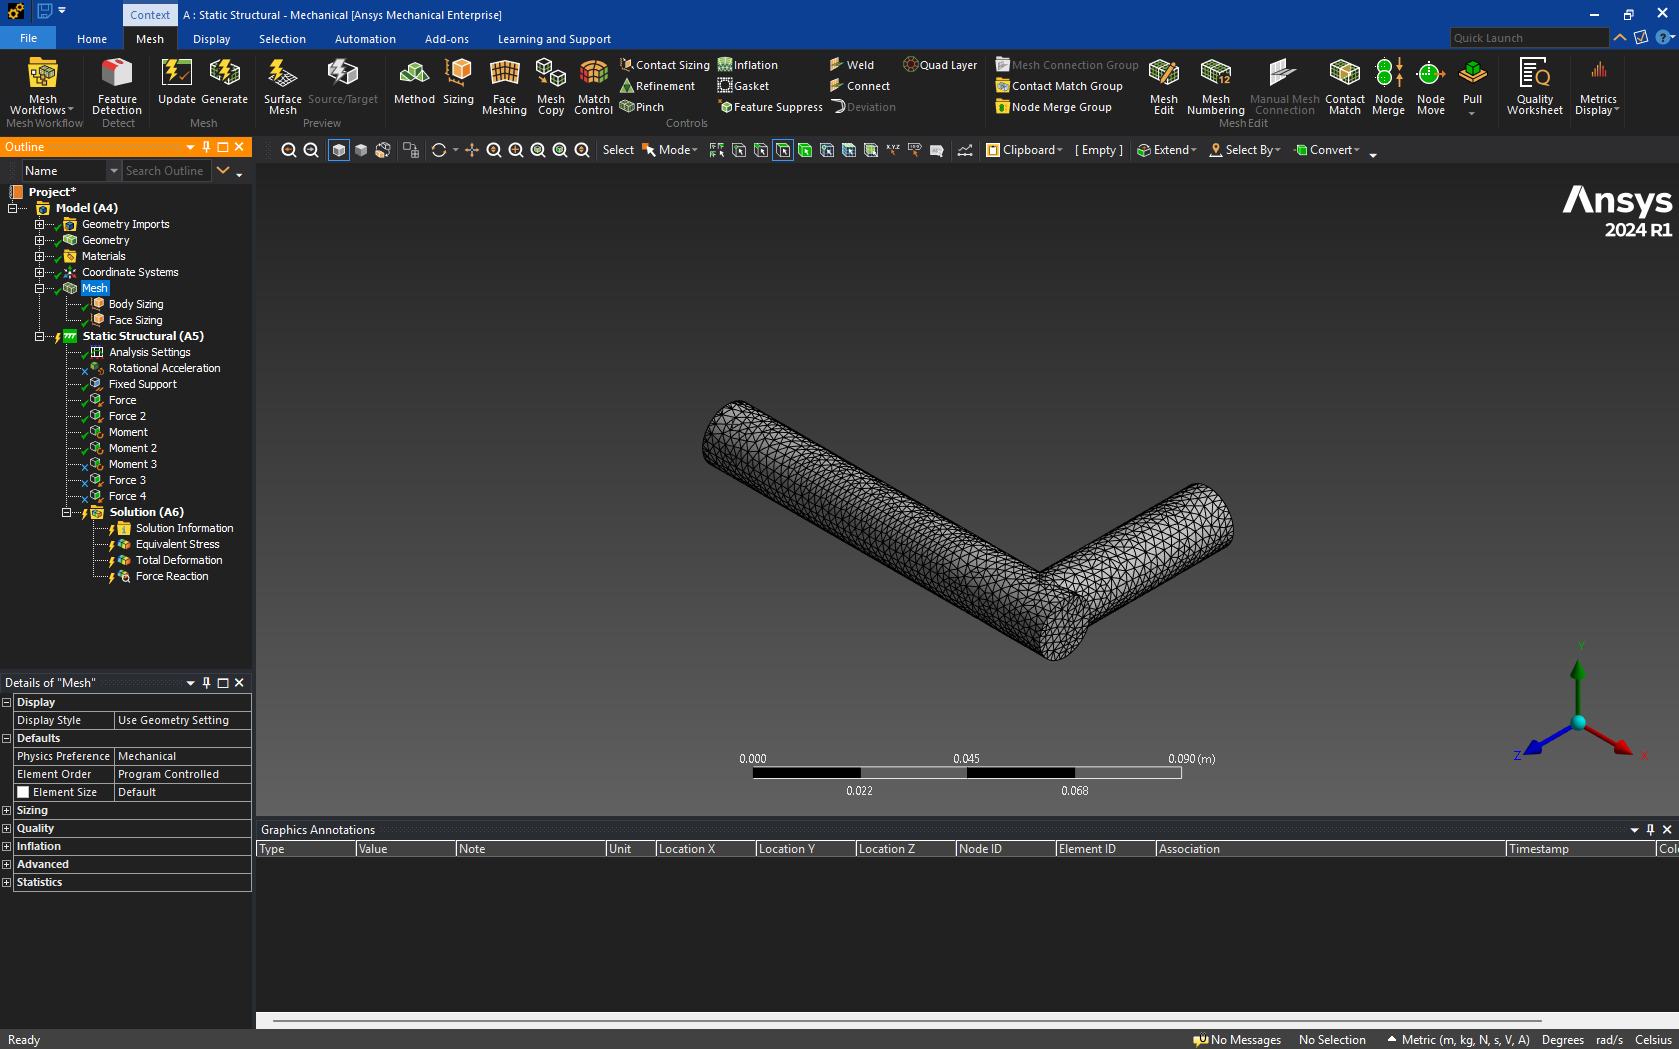 Context
A : Static Structural - Mechanical [Ansys Mechanical Enterprise]
File Home Mesh Display Selection Automation Add-ons Learning and Support
Quick Launch
Mesh Workflows
Feature Detection
Update Generate
Surface Mesh
Source/Target
Method Sizing
Face Meshing
Mesh Copy
Match Control
Contact Sizing
Refinement
Pinch
Inflation
Gasket
Feature Suppress
Weld
Connect
Deviation
Quad Layer
Mesh Connection Group
Contact Match Group
Node Merge Group
Mesh Edit
Mesh Numbering
Manual Mesh Connection
Contact Match
Node Merge
Node Move
Pull
Quality Worksheet
Metrics Display
Mesh Workflow Detect Mesh Preview Controls Mesh Edit
Outline
Select Mode Clipboard [ Empty ] Extend Select By Convert
Name Search Outline
Project*
Model (A4)
Geometry Imports
Geometry
Materials
Coordinate Systems
Mesh
Body Sizing
Face Sizing
Static Structural (A5)
Analysis Settings
Rotational Acceleration
Fixed Support
Force
Force 2
Moment
Moment 2
Moment 3
Force 3
Force 4
Solution (A6)
Solution Information
Equivalent Stress
Total Deformation
Force Reaction
Ansys
2024 R1
Y
Z X
0.000 0.045 0.090 (m)
0.022 0.068
Details of "Mesh"
Display
Display Style Use Geometry Setting
Defaults
Physics Preference Mechanical
Element Order Program Controlled
Element Size Default
Sizing
Quality
Inflation
Advanced
Statistics
Graphics Annotations
Type Value Note Unit Location X Location Y Location Z Node ID Element ID Association Timestamp Colo
Ready
No Messages No Selection Metric (m, kg, N, s, V, A) Degrees rad/s Celsius